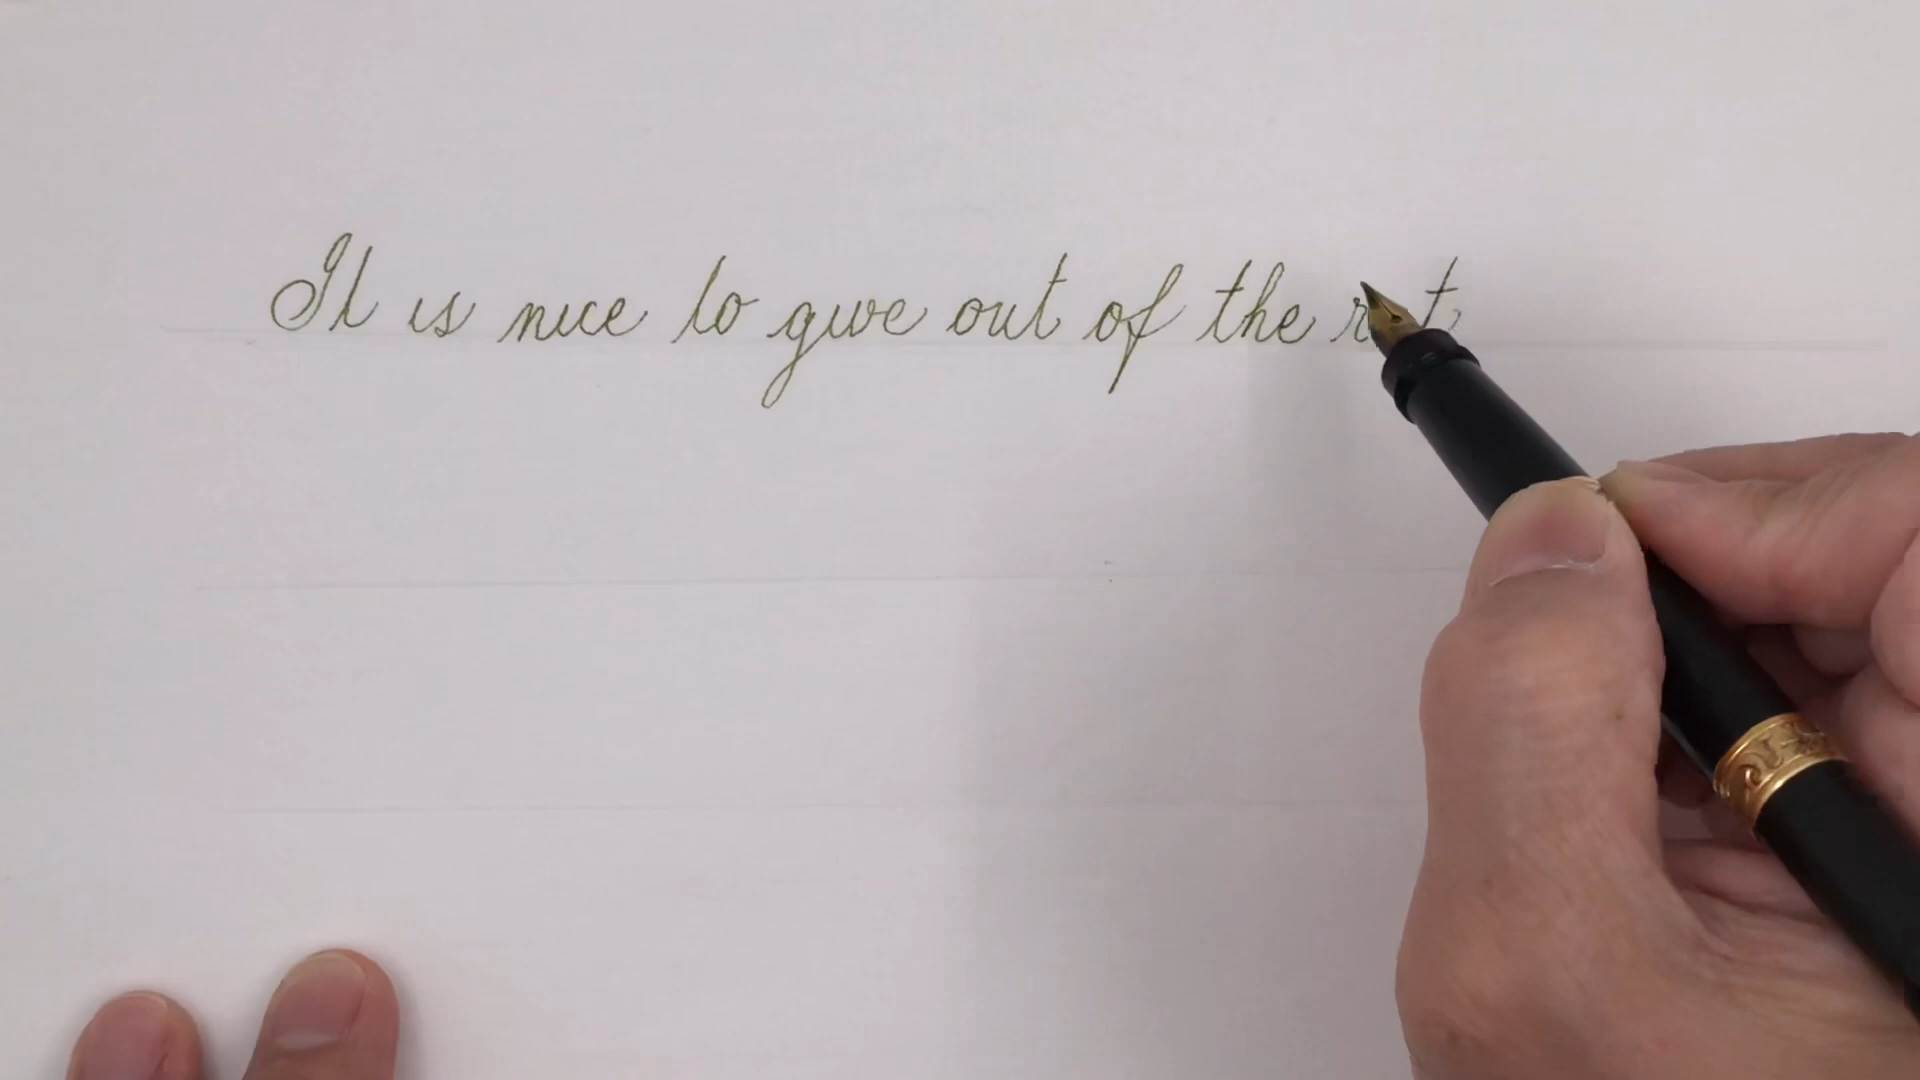 It is nice to give out of the